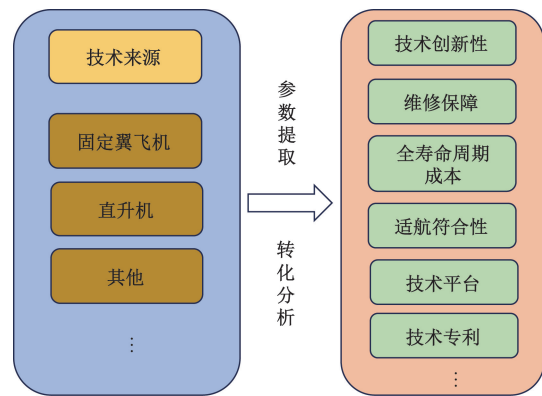 技术来源
固定翼飞机
直升机
其他
⋮
参数提取
转化分析
技术创新性
维修保障
全寿命周期
成本
适航符合性
技术平台
技术专利
⋮